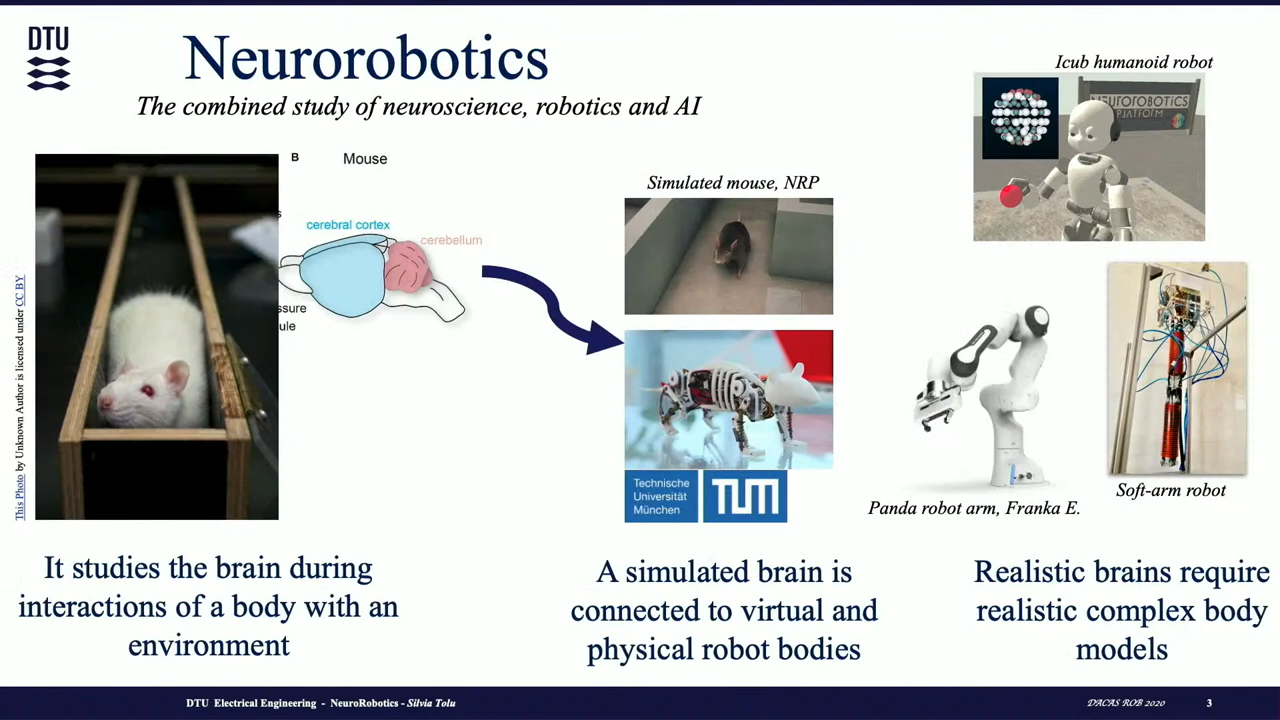 DTU
Neurorobotics
The combined study of neuroscience, robotics and AI
This Photo by Unknown Author is licensed under CC BY
B
Mouse
cerebral cortex
cerebellum
s
ssure
ule
Simulated mouse, NRP
Technische
Universität
München
TUM
Icub humanoid robot
NEUROROBOTICS
PLATFORM
Panda robot arm, Franka E.
Soft-arm robot
It studies the brain during
interactions of a body with an
environment
A simulated brain is
connected to virtual and
physical robot bodies
Realistic brains require
realistic complex body
models
DTU Electrical Engineering - NeuroRobotics - Silvia Tolu
DACAS ROB 2020
3